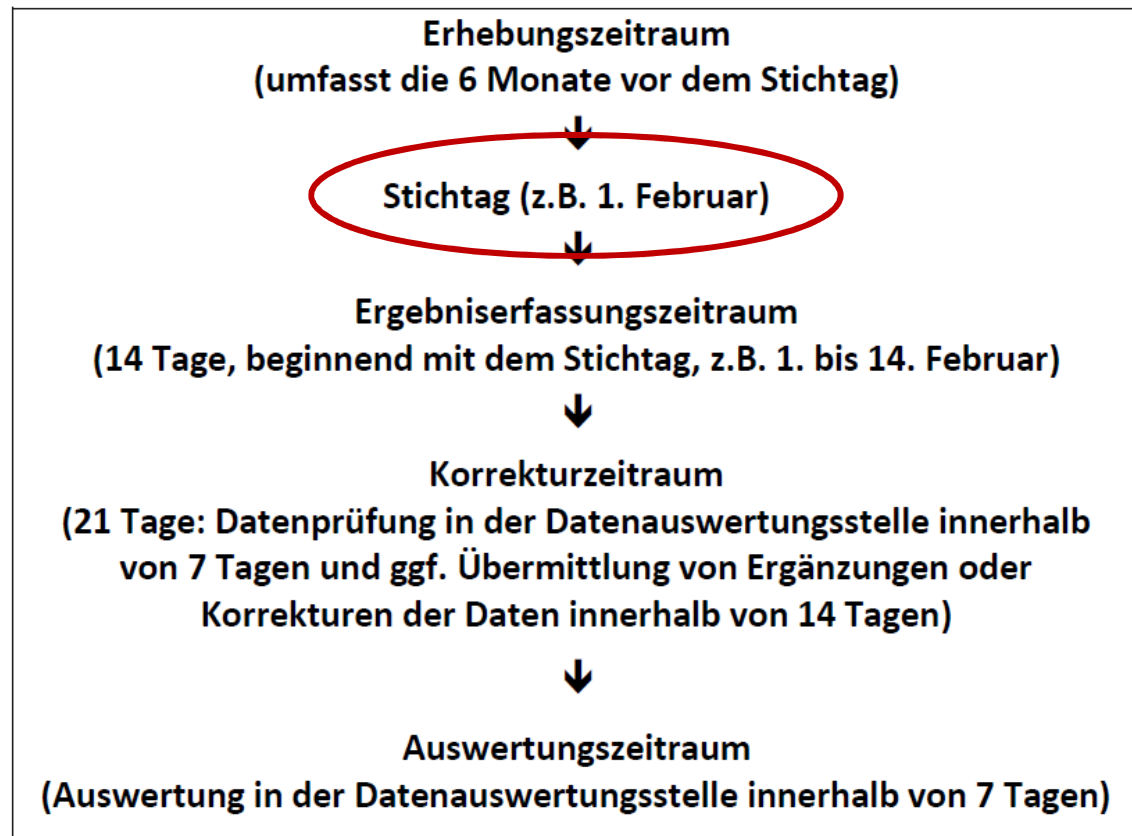 Erhebungszeitraum
(umfasst die 6 Monate vor dem Stichtag)
Stichtag (z.B. 1. Februar)
Ergebniserfassungszeitraum
(14 Tage, beginnend mit dem Stichtag, z.B. 1. bis 14. Februar)
Korrekturzeitraum
(21 Tage: Datenprüfung in der Datenauswertungsstelle innerhalb
von 7 Tagen und ggf. Übermittlung von Ergänzungen oder
Korrekturen der Daten innerhalb von 14 Tagen)
Auswertungszeitraum
(Auswertung in der Datenauswertungsstelle innerhalb von 7 Tagen)